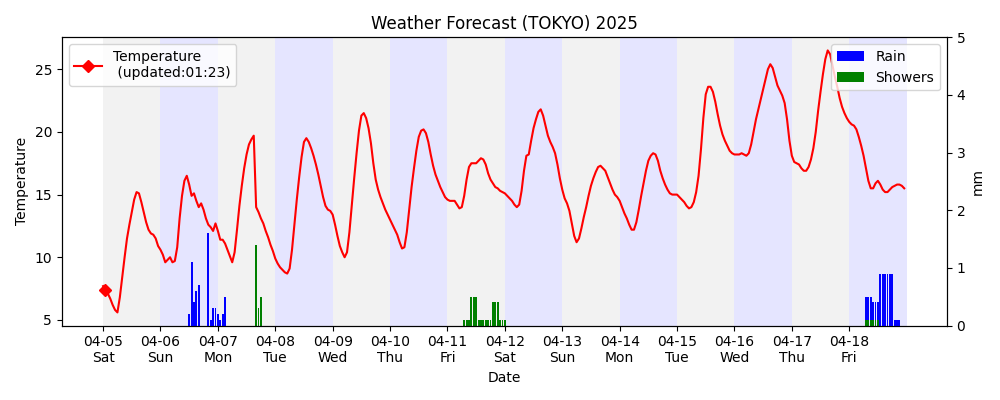 Weather Forecast (TOKYO) 2025
Temperature
(updated:01:23)
Rain
Showers
Temperature
25
20
15
10
5
5
4
3
2
1
0
mm
04-05 04-06 04-07 04-08 04-09 04-10 04-11 04-12 04-13 04-14 04-15 04-16 04-17 04-18
Sat Sun Mon Tue Wed Thu Fri Sat Sun Mon Tue Wed Thu Fri
Date